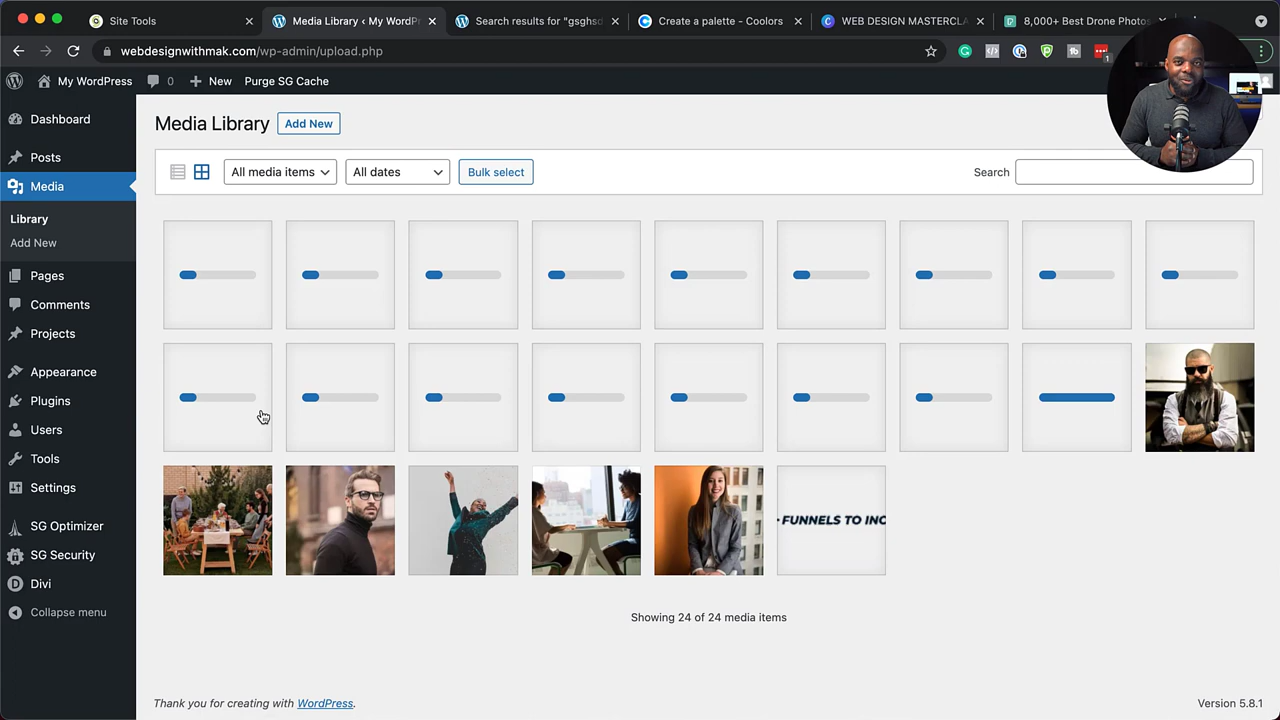 Site Tools
Media Library ‹ My WordPr
Search results for "gsghsd
Create a palette - Coolors
WEB DESIGN MASTERCLA
8,000+ Best Drone Photos
webdesignwithmak.com/wp-admin/upload.php
1
My WordPress
0
New
Purge SG Cache
Dashboard
Posts
Media
Library
Add New
Pages
Comments
Projects
Appearance
Plugins
Users
Tools
Settings
SG Optimizer
SG Security
Divi
Collapse menu
Media Library
Add New
All media items
All dates
Bulk select
Search
FUNNELS TO INC
Showing 24 of 24 media items
Thank you for creating with WordPress.
Version 5.8.1